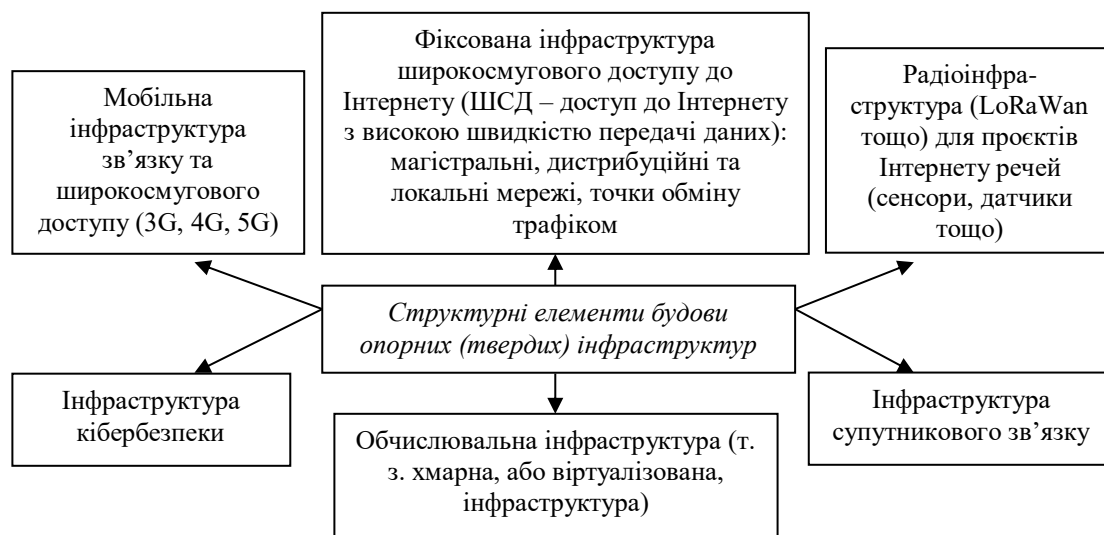 Мобільна
інфраструктура
зв’язку та
широкосмугового
доступу (3G, 4G, 5G)
Фіксована інфраструктура
широкосмугового доступу до
Інтернету (ШСД – доступ до Інтернету
з високою швидкістю передачі даних):
магістральні, дистрибуційні та
локальні мережі, точки обміну
трафіком
Радіоінфра-
структура (LoRaWan
тощо) для проєктів
Інтернету речей
(сенсори, датчики
тощо)
Структурні елементи будови
опорних (твердих) інфраструктур
Інфраструктура
кібербезпеки
Обчислювальна інфраструктура (т.
з. хмарна, або віртуалізована,
інфраструктура)
Інфраструктура
супутникового зв’язку